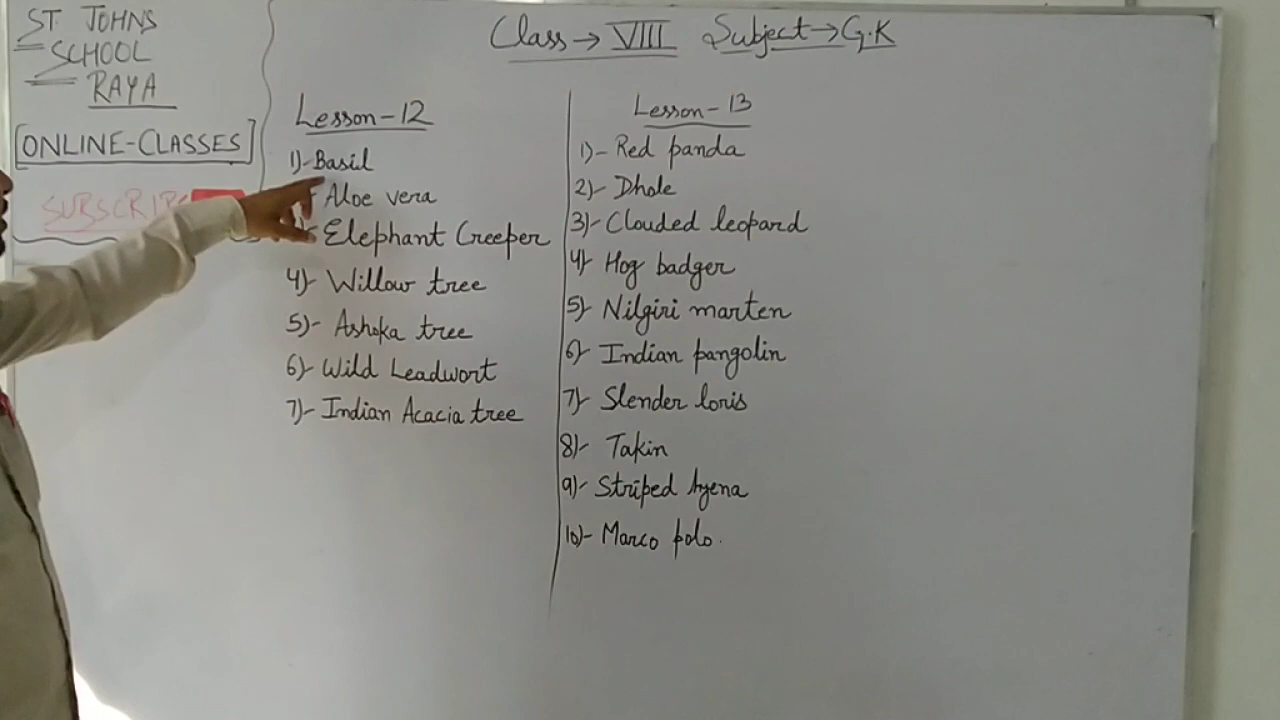 ST JOHNS
SCHOOL
RAYA
ONLINE-CLASSES
Class → VIII Subject → G.K
Lesson-12
1)- Basil
Aloe vera
Elephant Creeper
4)- Willow tree
5)- Ashoka tree
6)- Wild Leadwort
7)- Indian Acacia tree
Lesson-13
1)- Red panda
2)- Dhole
3)- Clouded leopard
4)- Hog badger
5)- Nilgiri marten
6)- Indian pangolin
7)- Slender loris
8)- Takin
9)- Striped hyena
10)- Marco polo.